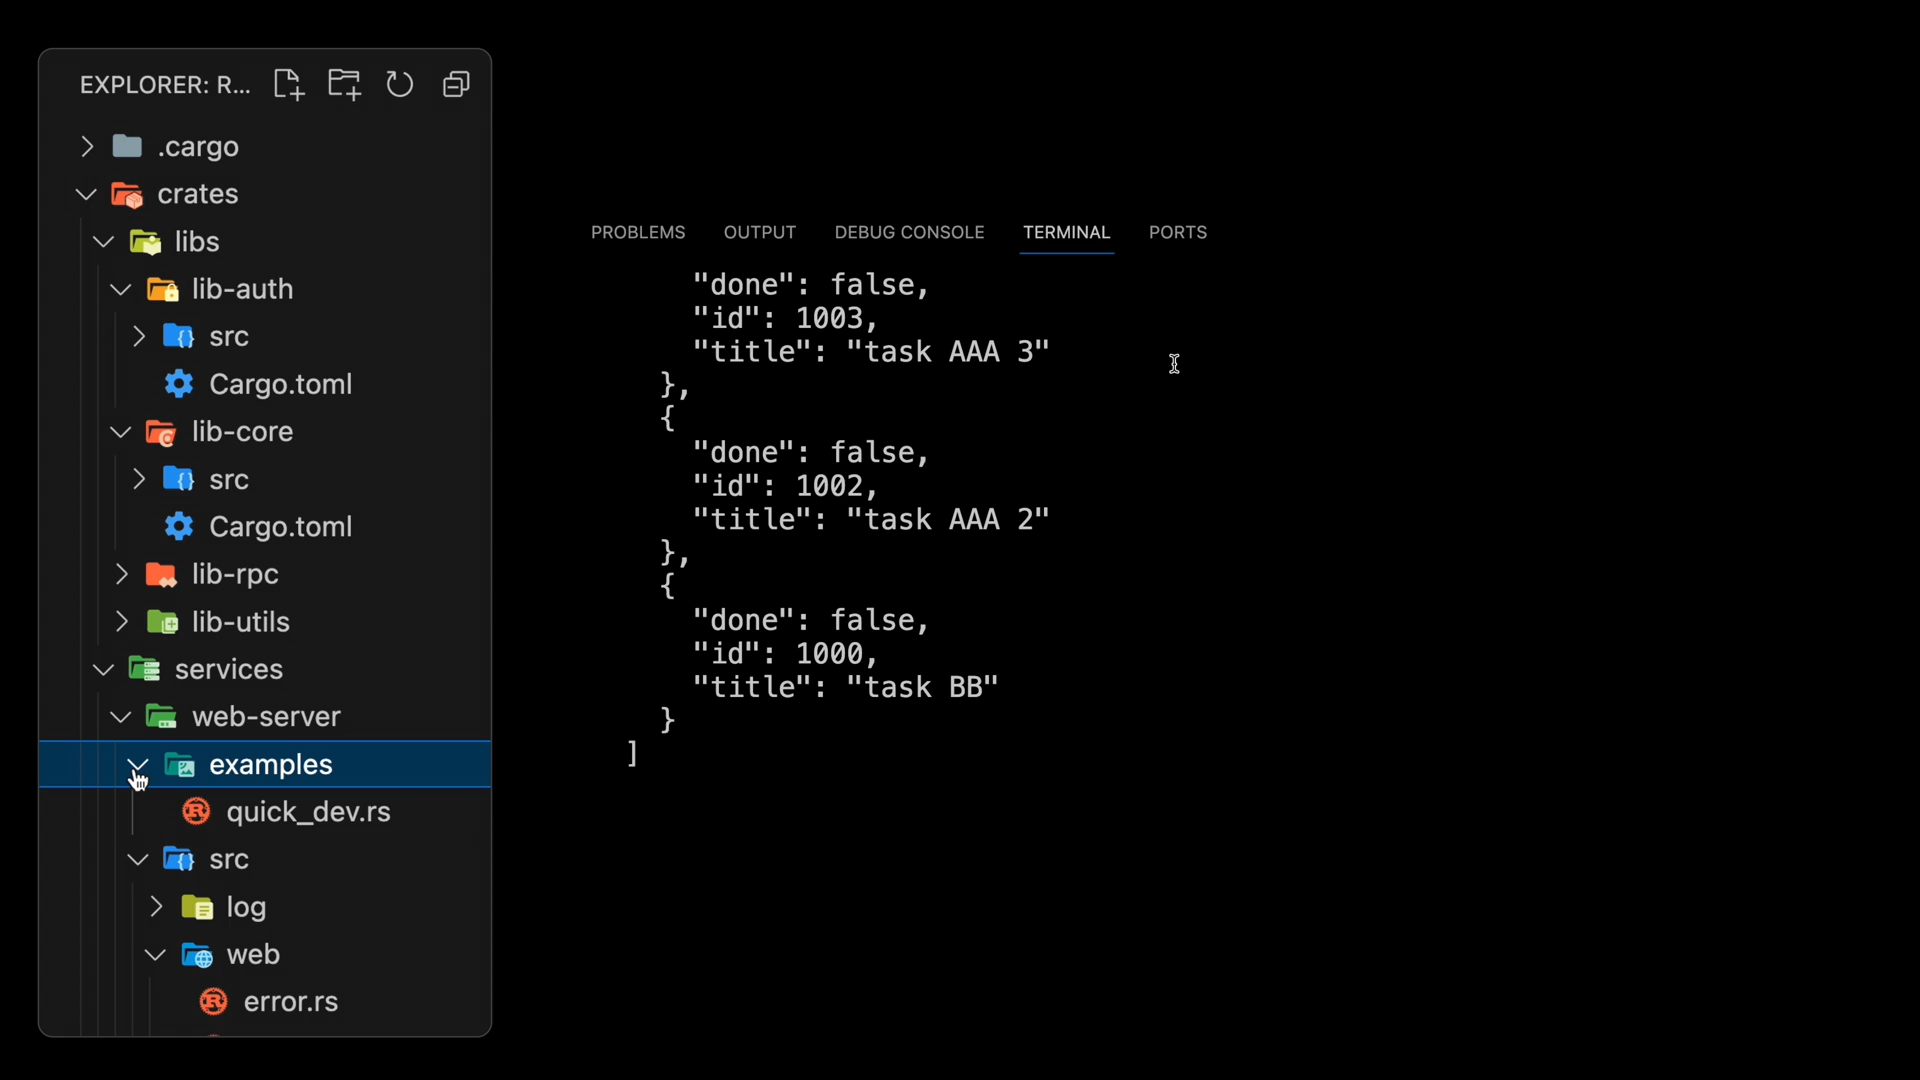 EXPLORER: R...
.cargo
crates
libs
lib-auth
src
Cargo.toml
lib-core
src
Cargo.toml
lib-rpc
lib-utils
services
web-server
examples
quick_dev.rs
src
log
web
error.rs
PROBLEMS OUTPUT DEBUG CONSOLE TERMINAL PORTS
"done": false,
"id": 1003,
"title": "task AAA 3"
},
{
"done": false,
"id": 1002,
"title": "task AAA 2"
},
{
"done": false,
"id": 1000,
"title": "task BB"
}
]